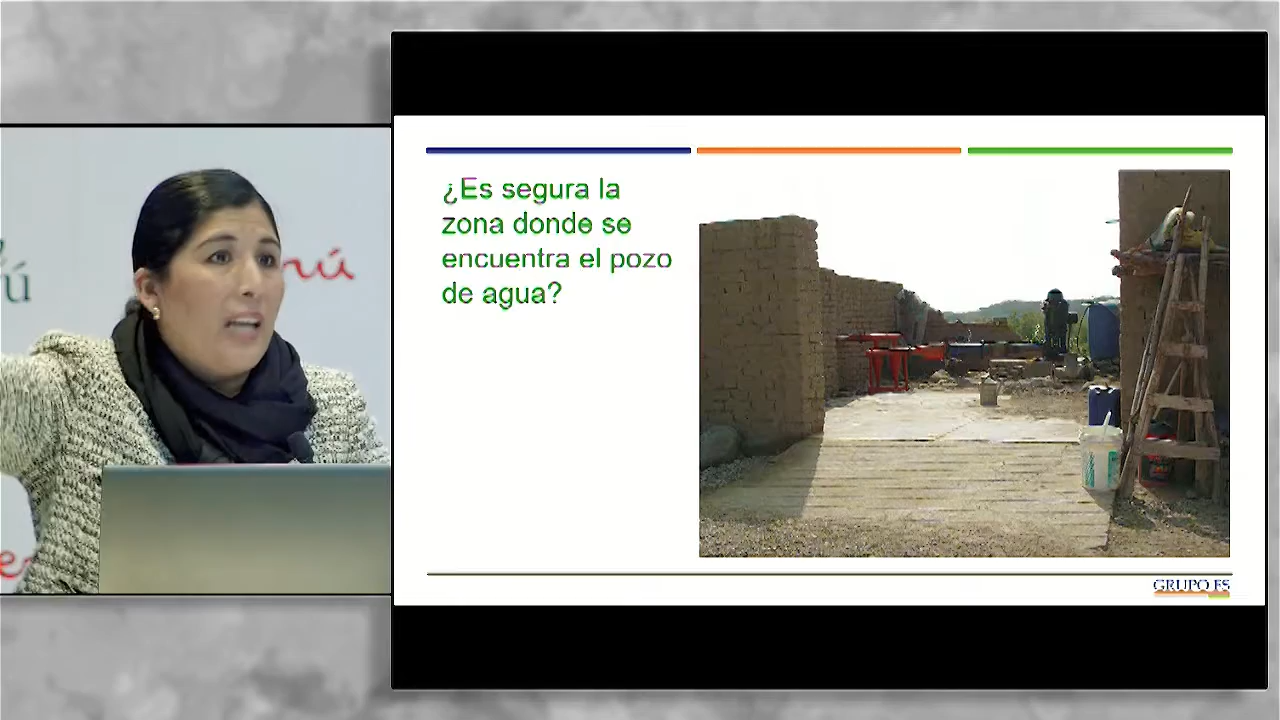 ¿Es segura la
zona donde se
encuentra el pozo
de agua?
GRUPO ES